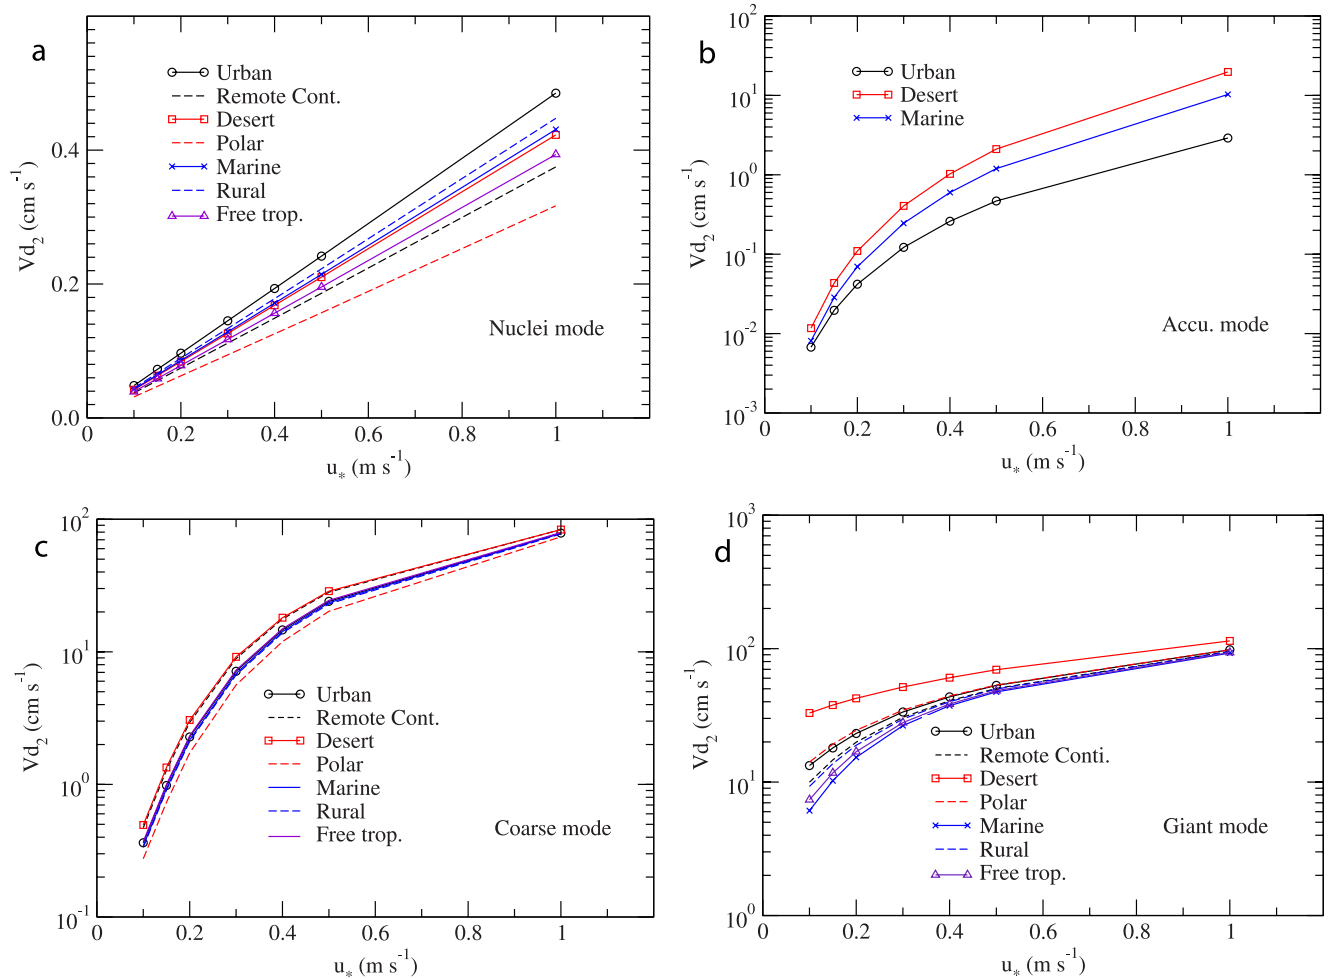 a
Urban
Remote Cont.
Desert
Polar
Marine
Rural
Free trop.
Nuclei mode
0.4
0.2
0.0
Vd2 (cm s-1)
0
0.2
0.4
0.6
0.8
1
u* (m s-1)
b
Urban
Desert
Marine
Accu. mode
10^2
10^1
10^0
10^-1
10^-2
10^-3
Vd2 (cm s-1)
0
0.2
0.4
0.6
0.8
1
u* (m s-1)
c
Urban
Remote Cont.
Desert
Polar
Marine
Rural
Free trop.
Coarse mode
10^2
10^1
10^0
10^-1
Vd2 (cm s-1)
0
0.2
0.4
0.6
0.8
1
u* (m s-1)
d
Urban
Remote Conti.
Desert
Polar
Marine
Rural
Free trop.
Giant mode
10^3
10^2
10^1
10^0
Vd2 (cm s-1)
0
0.2
0.4
0.6
0.8
1
u* (m s-1)